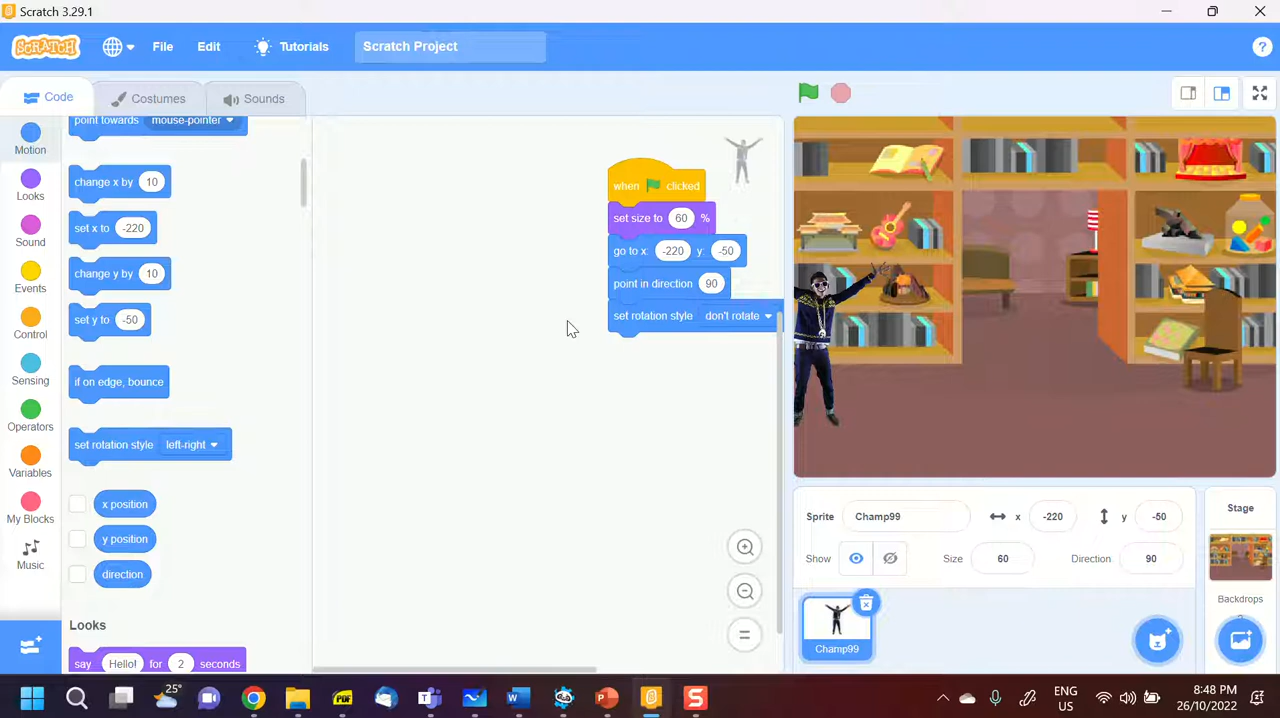 Scratch 3.29.1
SCRATCH
File
Edit
Tutorials
Scratch Project
?
Code
Costumes
Sounds
Motion
Looks
Sound
Events
Control
Sensing
Operators
Variables
My Blocks
Music
point towards mouse-pointer
change x by 10
set x to -220
change y by 10
set y to -50
if on edge, bounce
set rotation style left-right
x position
y position
direction
Looks
say Hello! for 2 seconds
when clicked
set size to 60 %
go to x: -220 y: -50
point in direction 90
set rotation style don't rotate
Sprite Champ99 x -220 y -50
Show Size 60 Direction 90
Champ99
Stage
Backdrops
25°
PDF
ENG
US
8:48 PM
26/10/2022